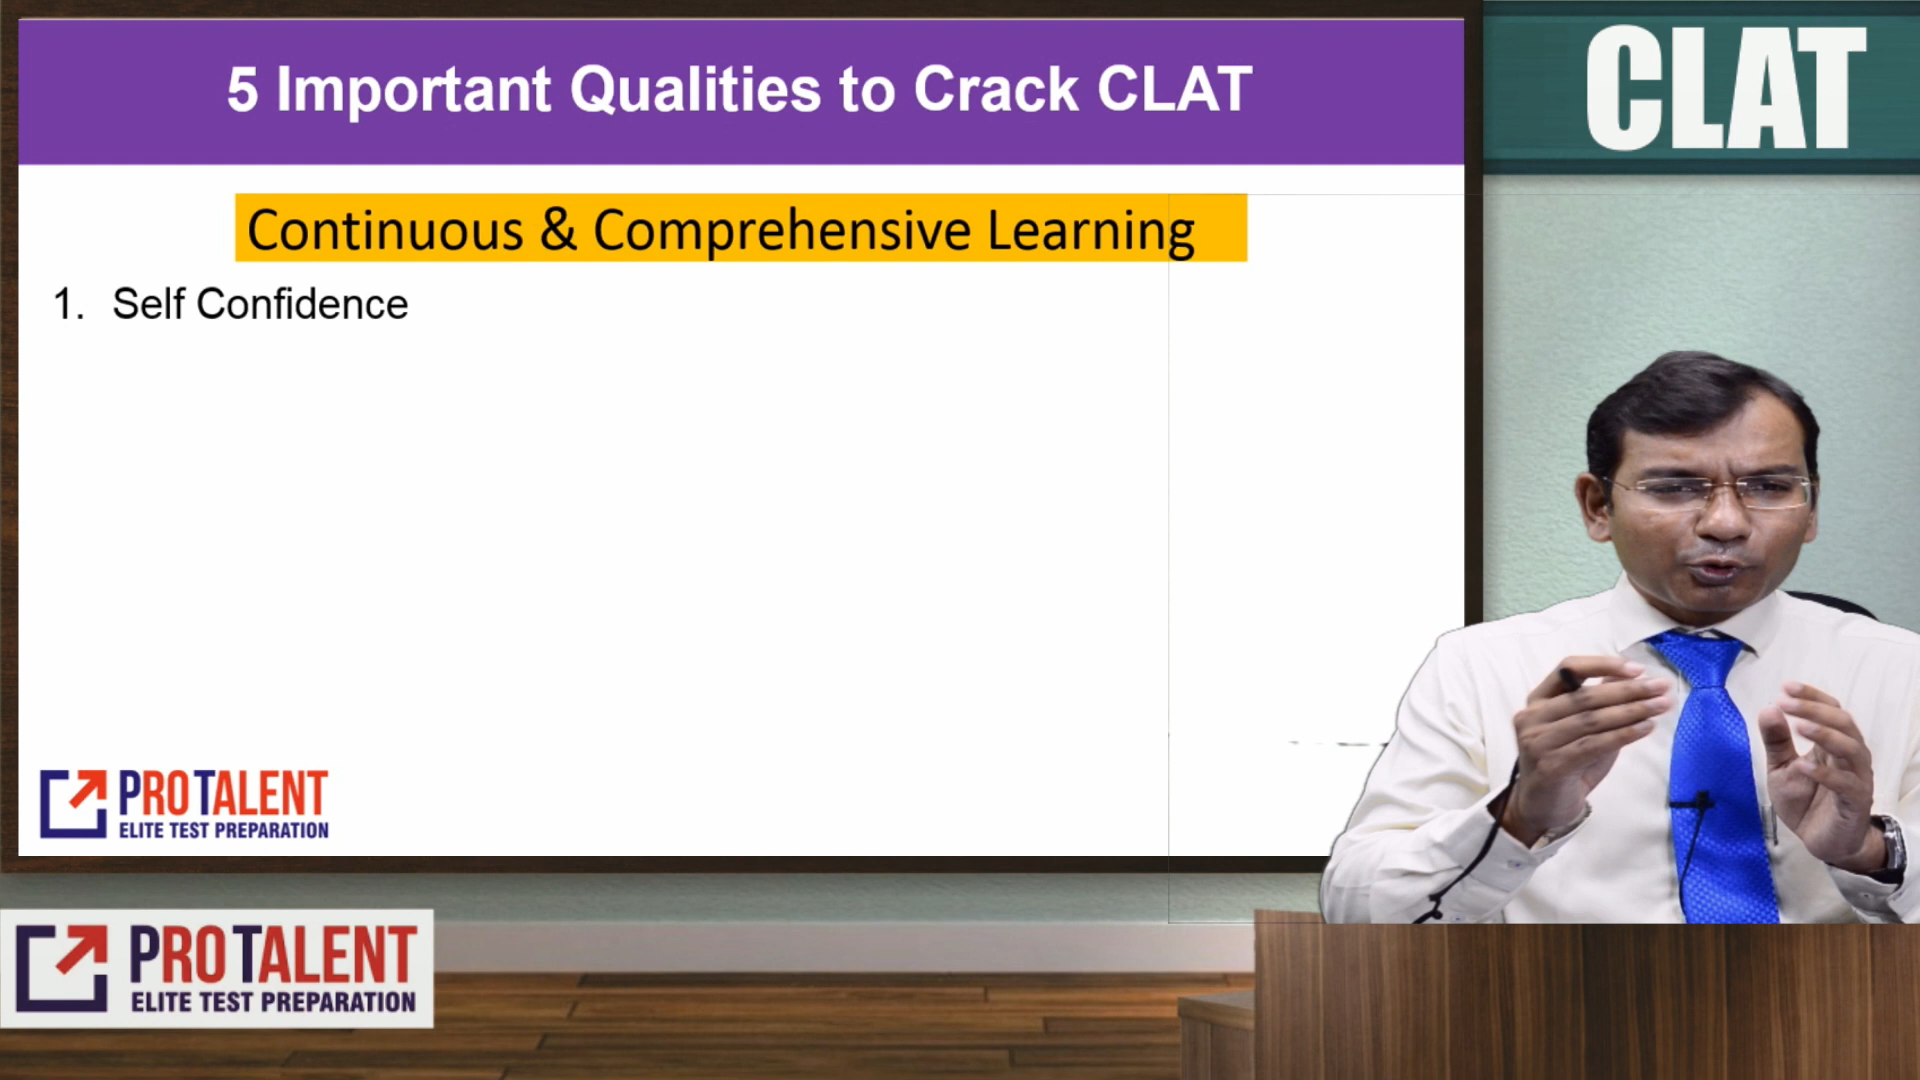 5 Important Qualities to Crack CLAT
CLAT
Continuous & Comprehensive Learning
1. Self Confidence
PROTALENT
ELITE TEST PREPARATION
PROTALENT
ELITE TEST PREPARATION